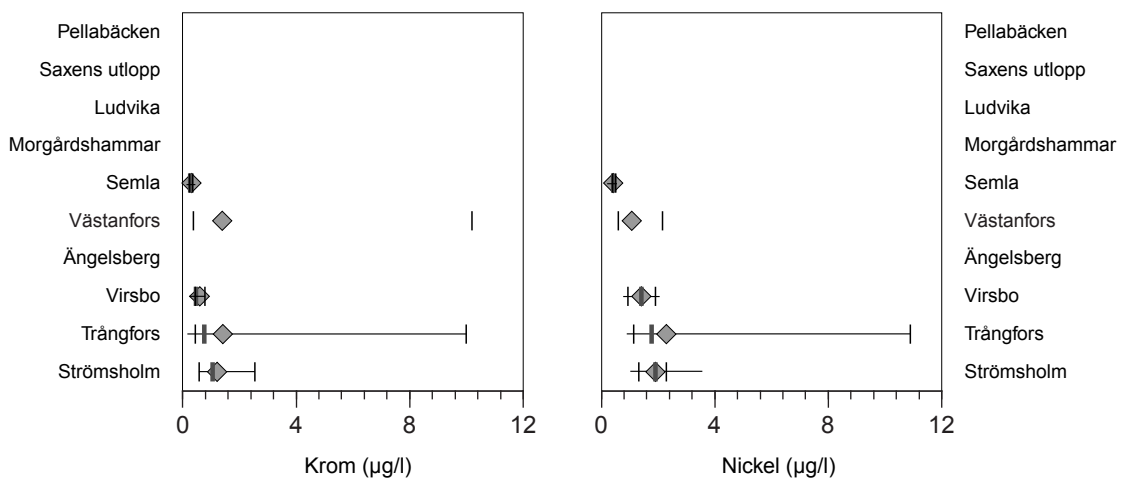 Pellabäcken
Saxens utlopp
Ludvika
Morgårdshammar
Semla
Västanfors
Ängelsberg
Virsbo
Trångfors
Strömsholm
0 4 8 12
Krom (µg/l)
0 4 8 12
Nickel (µg/l)
Pellabäcken
Saxens utlopp
Ludvika
Morgårdshammar
Semla
Västanfors
Ängelsberg
Virsbo
Trångfors
Strömsholm